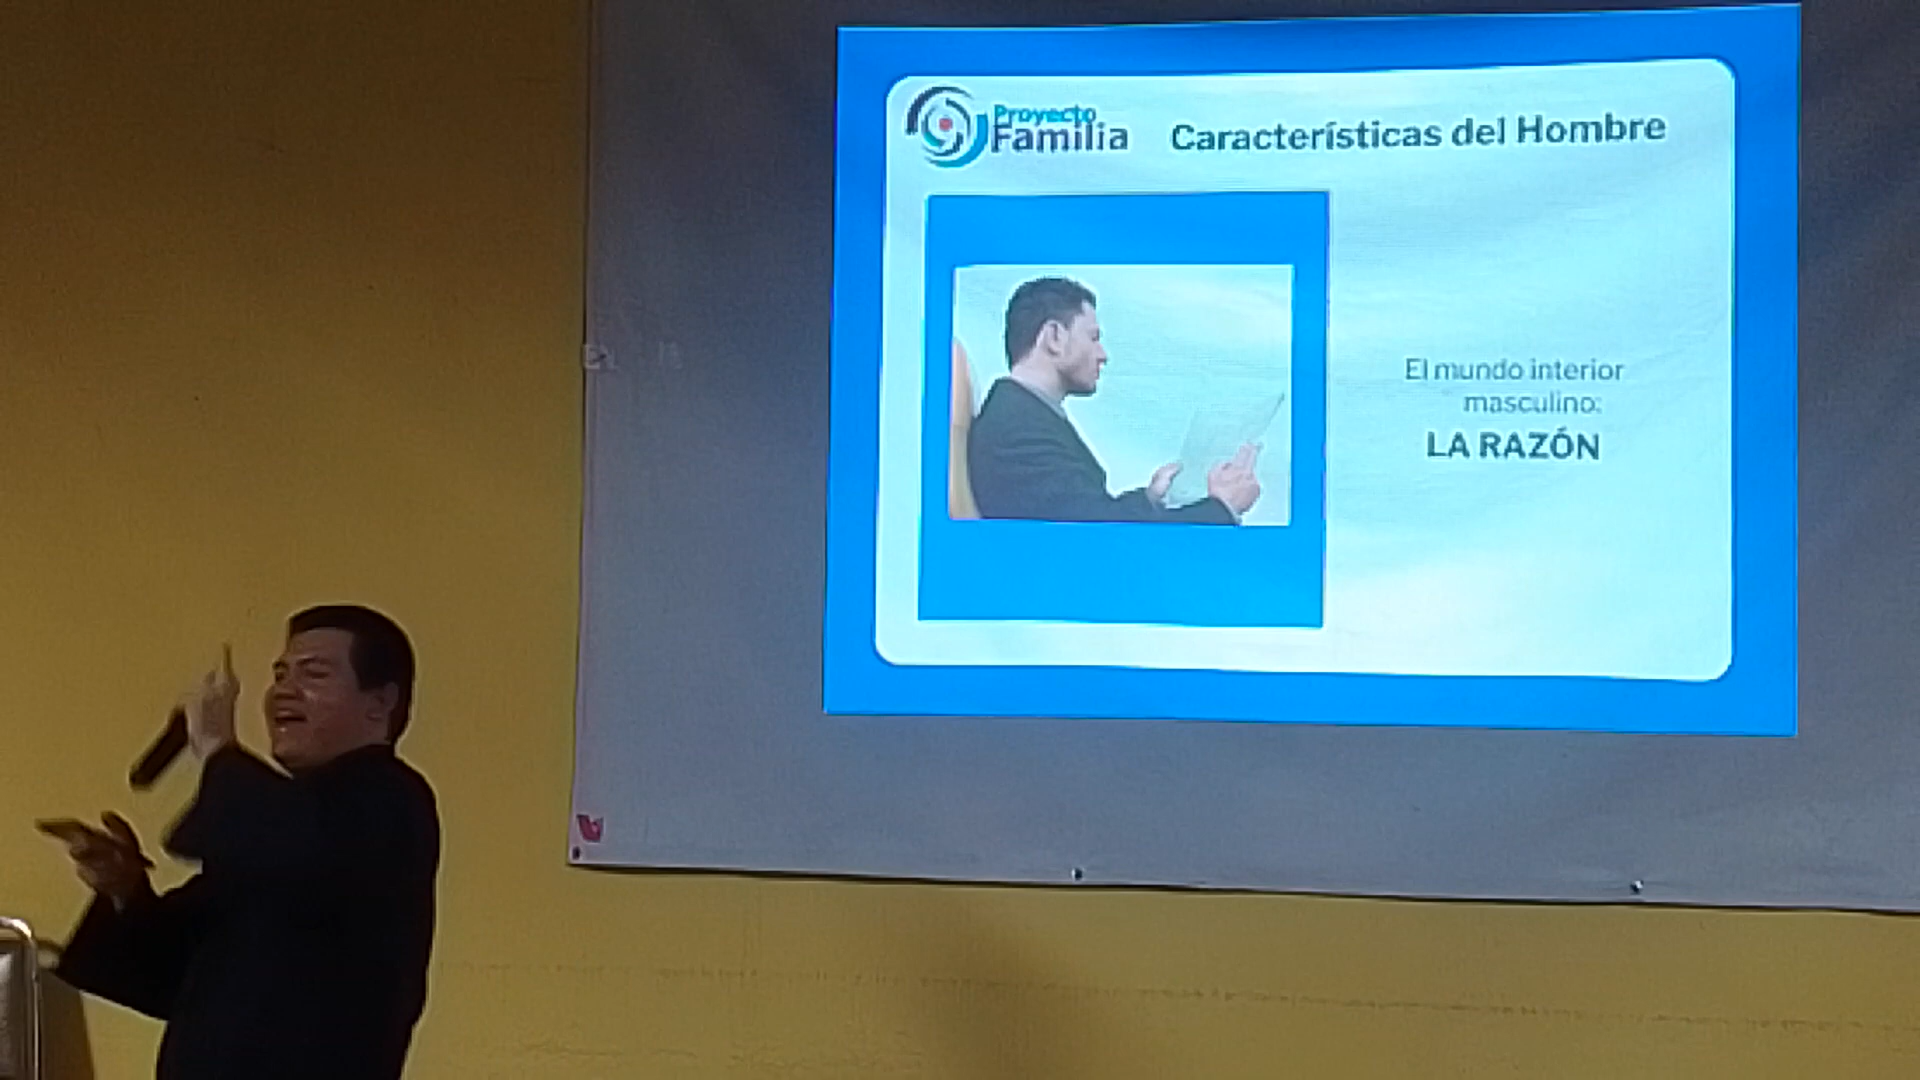 Proyecto
Familia
Características del Hombre
El mundo interior
masculino:
LA RAZÓN